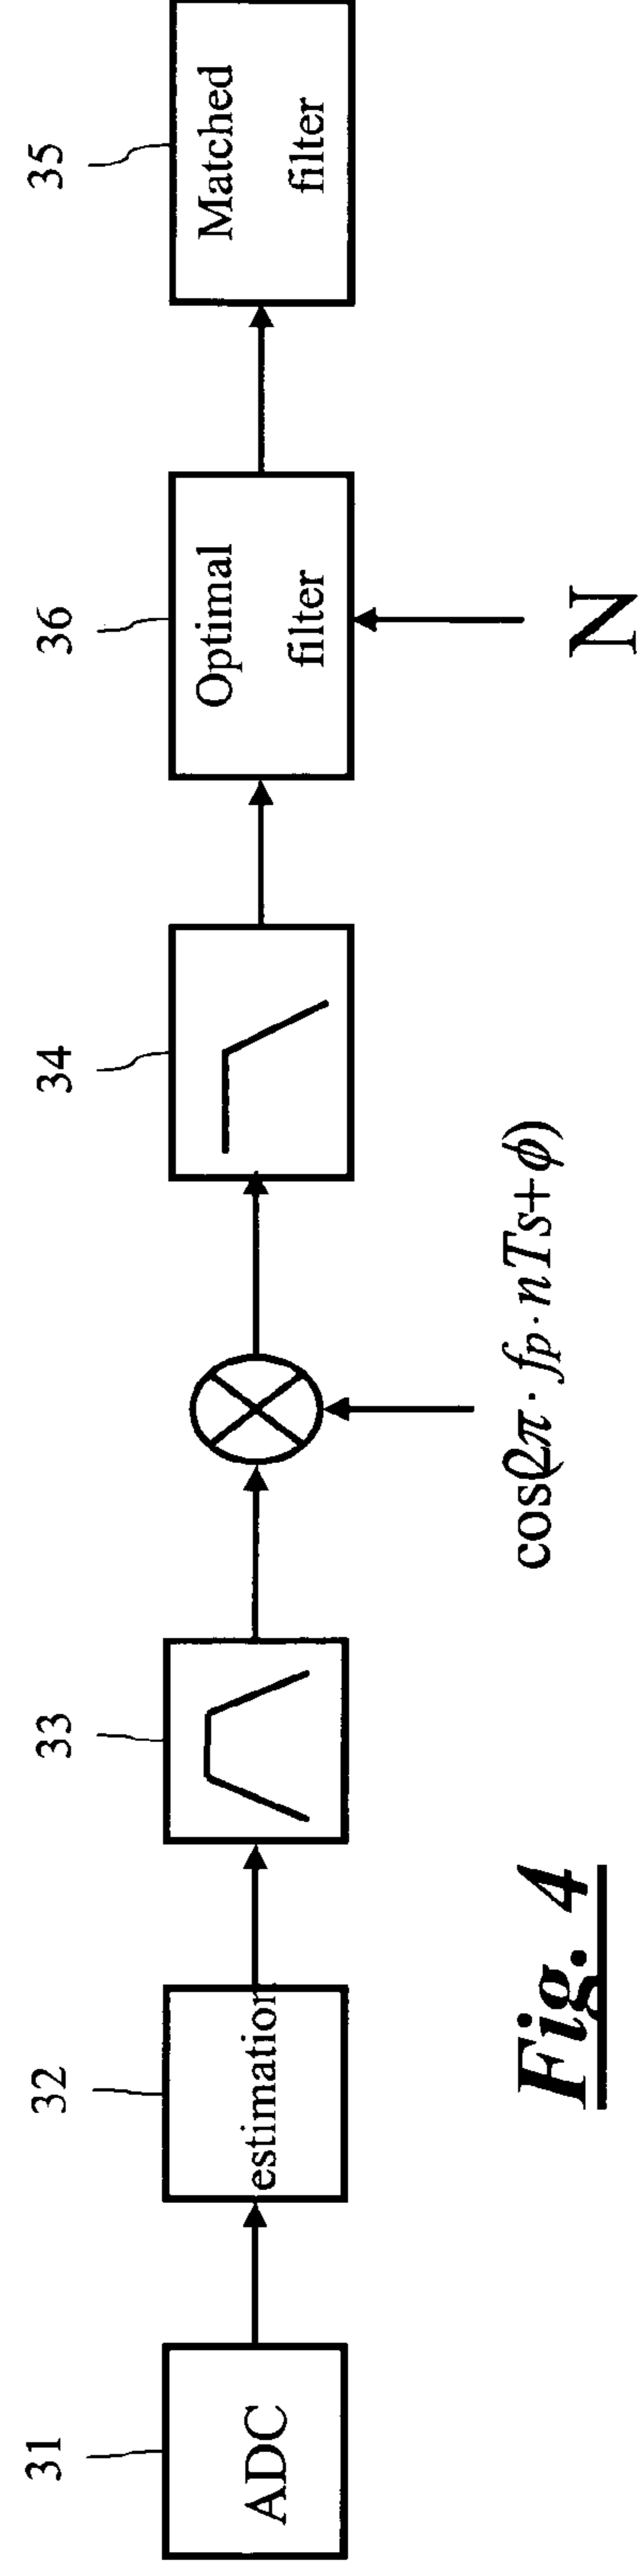 31
32
33
34
36
35
ADC
estimation
Optimal
filter
Matched
filter
cos(2π · fp · nTs+ϕ)
N
Fig. 4